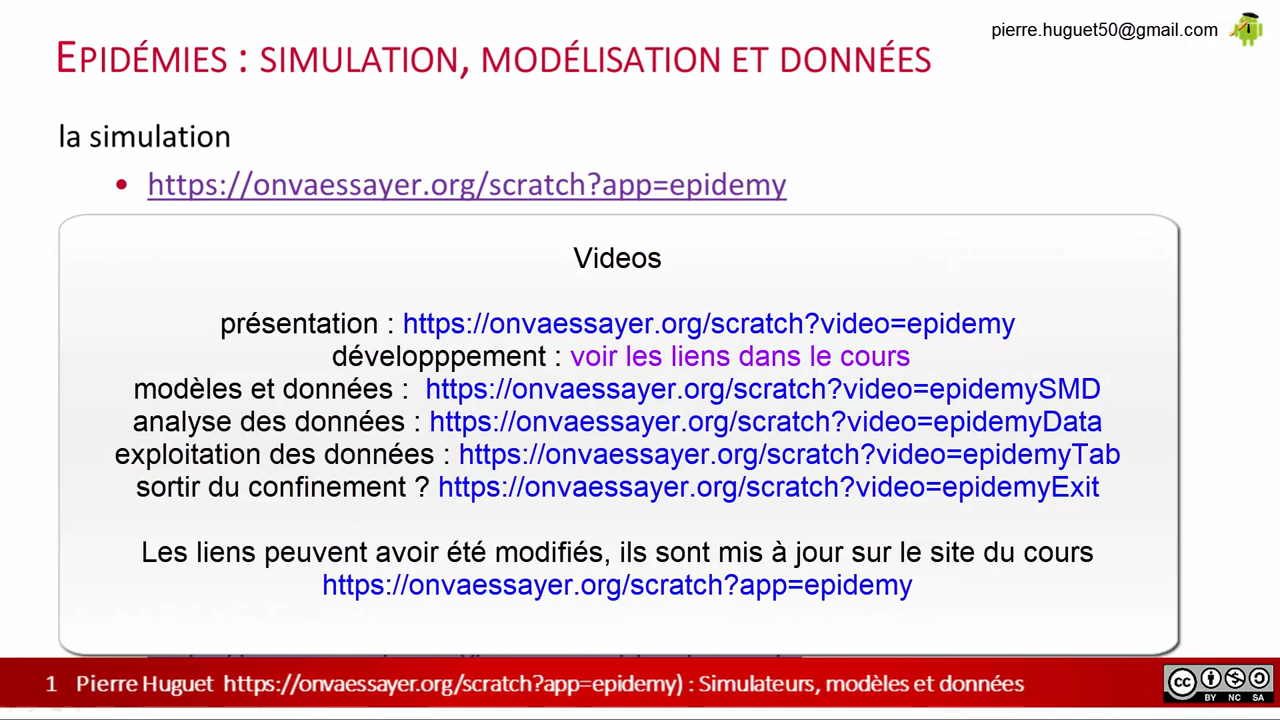 pierre.huguet50@gmail.com
EPIDÉMIES : SIMULATION, MODÉLISATION ET DONNÉES
la simulation
• https://onvaessayer.org/scratch?app=epidemy
Videos
présentation : https://onvaessayer.org/scratch?video=epidemy
développpement : voir les liens dans le cours
modèles et données : https://onvaessayer.org/scratch?video=epidemySMD
analyse des données : https://onvaessayer.org/scratch?video=epidemyData
exploitation des données : https://onvaessayer.org/scratch?video=epidemyTab
sortir du confinement ? https://onvaessayer.org/scratch?video=epidemyExit
Les liens peuvent avoir été modifiés, ils sont mis à jour sur le site du cours
https://onvaessayer.org/scratch?app=epidemy
1 Pierre Huguet https://onvaessayer.org/scratch?app=epidemy) : Simulateurs, modèles et données
cc BY NC SA